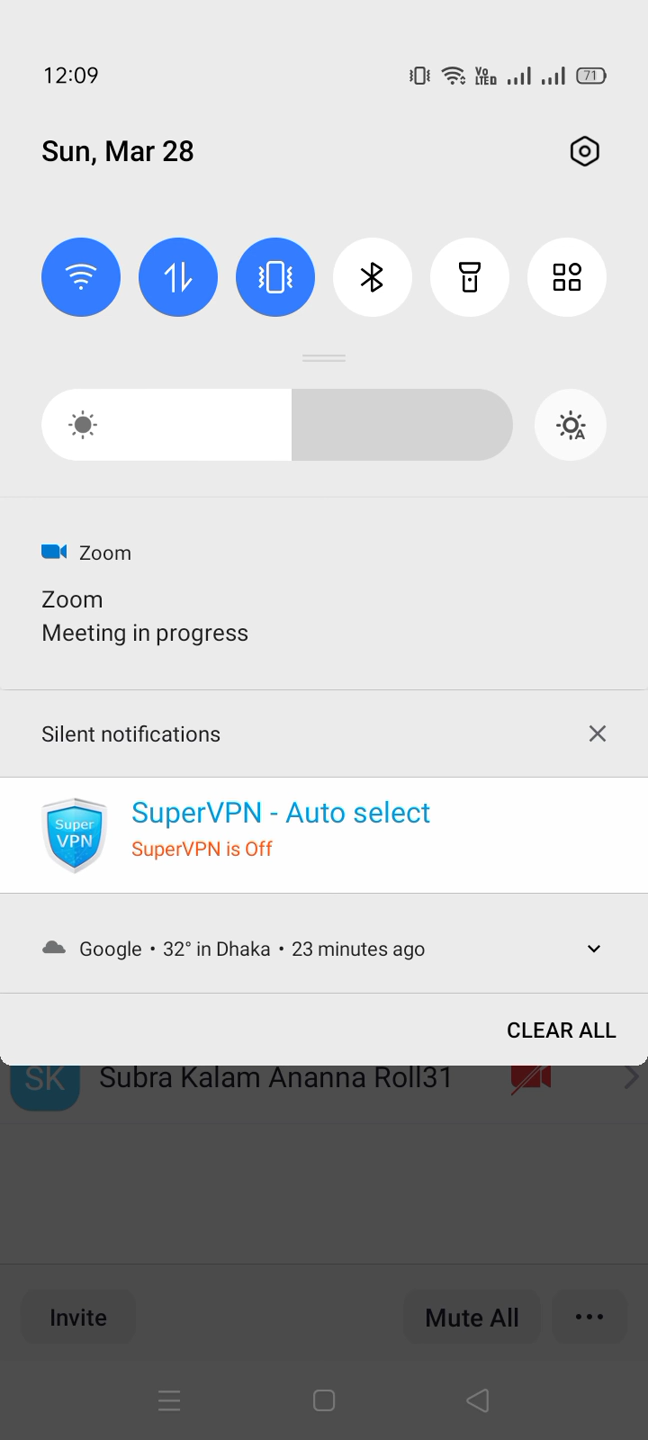 12:09
Vo LTE D
71
Sun, Mar 28
A
Zoom
Zoom
Meeting in progress
Silent notifications
Super VPN
SuperVPN - Auto select
SuperVPN is Off
Google • 32° in Dhaka • 23 minutes ago
CLEAR ALL
SK Subra Kalam Ananna Roll31
Invite
Mute All